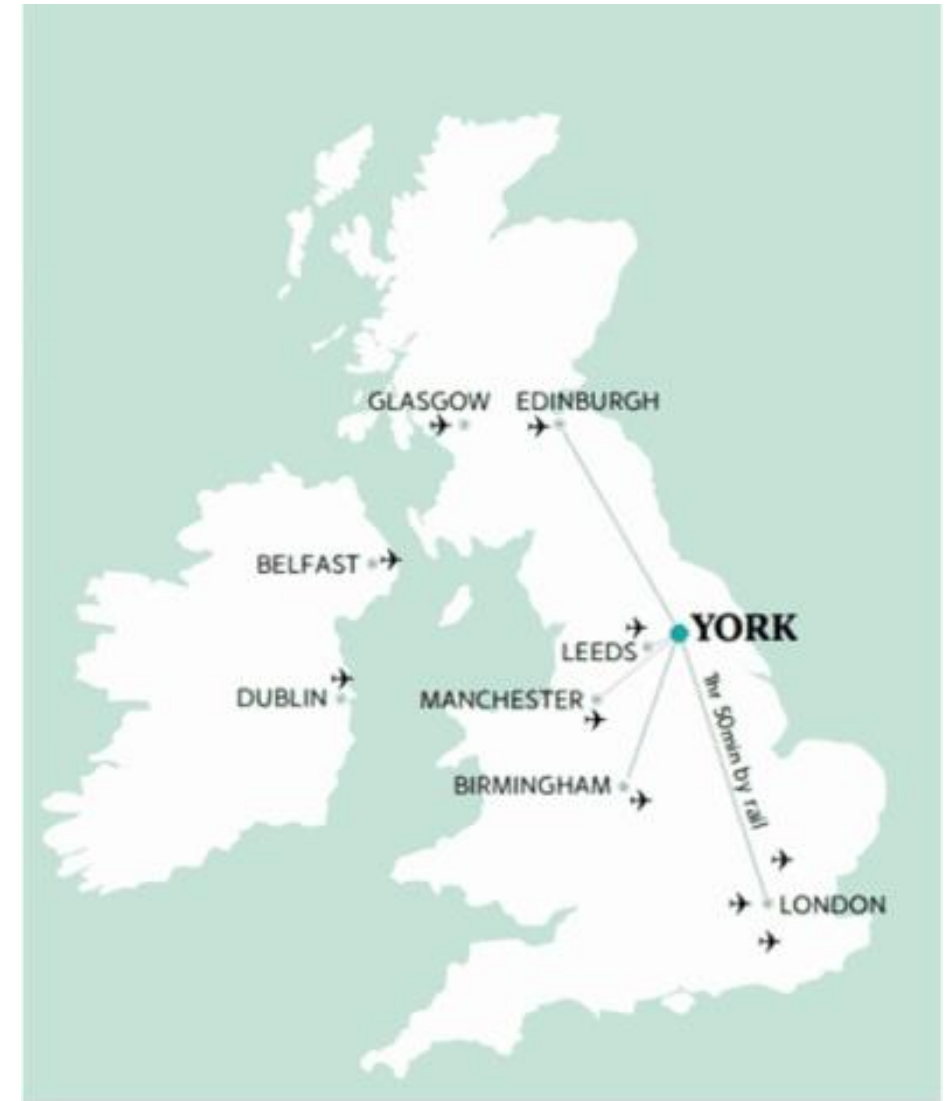 GLASGOW
EDINBURGH
BELFAST
YORK
LEEDS
DUBLIN
MANCHESTER
1hr 50min by rail
BIRMINGHAM
LONDON